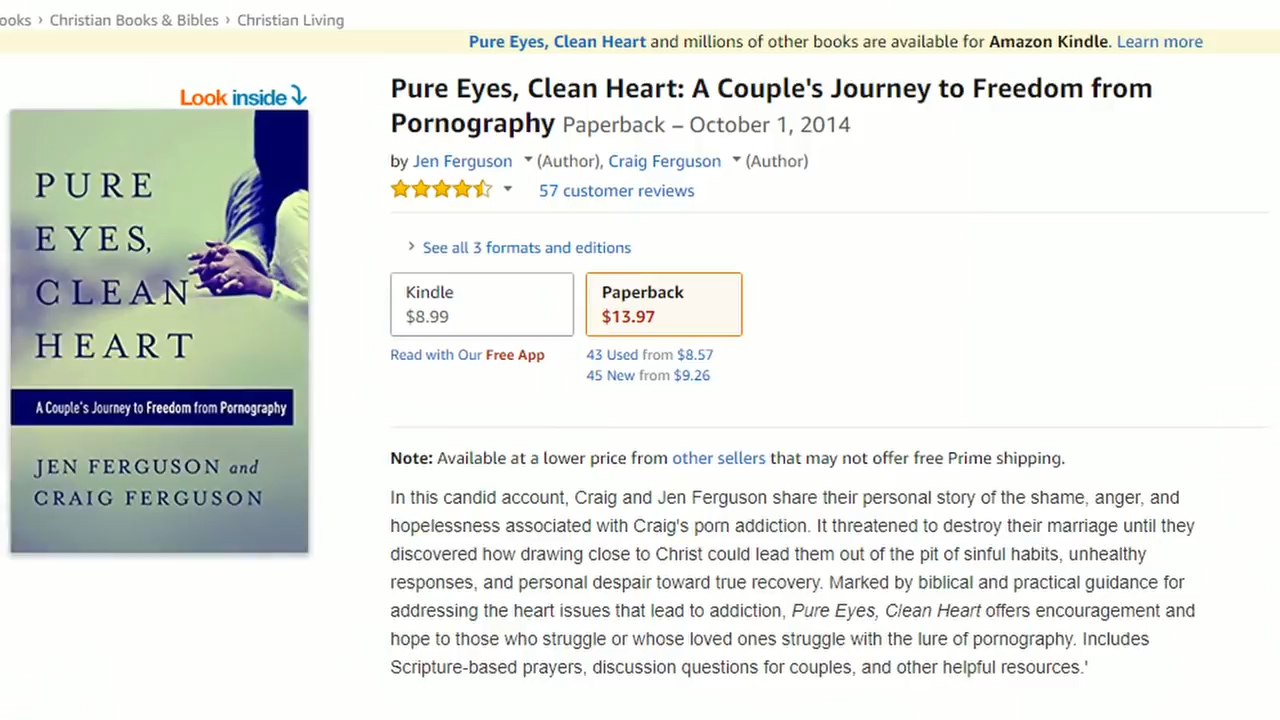 ooks › Christian Books & Bibles › Christian Living
Pure Eyes, Clean Heart and millions of other books are available for Amazon Kindle. Learn more
Look inside
PURE
EYES,
CLEAN
HEART
A Couple's Journey to Freedom from Pornography
JEN FERGUSON and
CRAIG FERGUSON
Pure Eyes, Clean Heart: A Couple's Journey to Freedom from
Pornography Paperback – October 1, 2014
by Jen Ferguson (Author), Craig Ferguson (Author)
57 customer reviews
› See all 3 formats and editions
Kindle
$8.99
Read with Our Free App
Paperback
$13.97
43 Used from $8.57
45 New from $9.26
Note: Available at a lower price from other sellers that may not offer free Prime shipping.
In this candid account, Craig and Jen Ferguson share their personal story of the shame, anger, and
hopelessness associated with Craig's porn addiction. It threatened to destroy their marriage until they
discovered how drawing close to Christ could lead them out of the pit of sinful habits, unhealthy
responses, and personal despair toward true recovery. Marked by biblical and practical guidance for
addressing the heart issues that lead to addiction, Pure Eyes, Clean Heart offers encouragement and
hope to those who struggle or whose loved ones struggle with the lure of pornography. Includes
Scripture-based prayers, discussion questions for couples, and other helpful resources.'